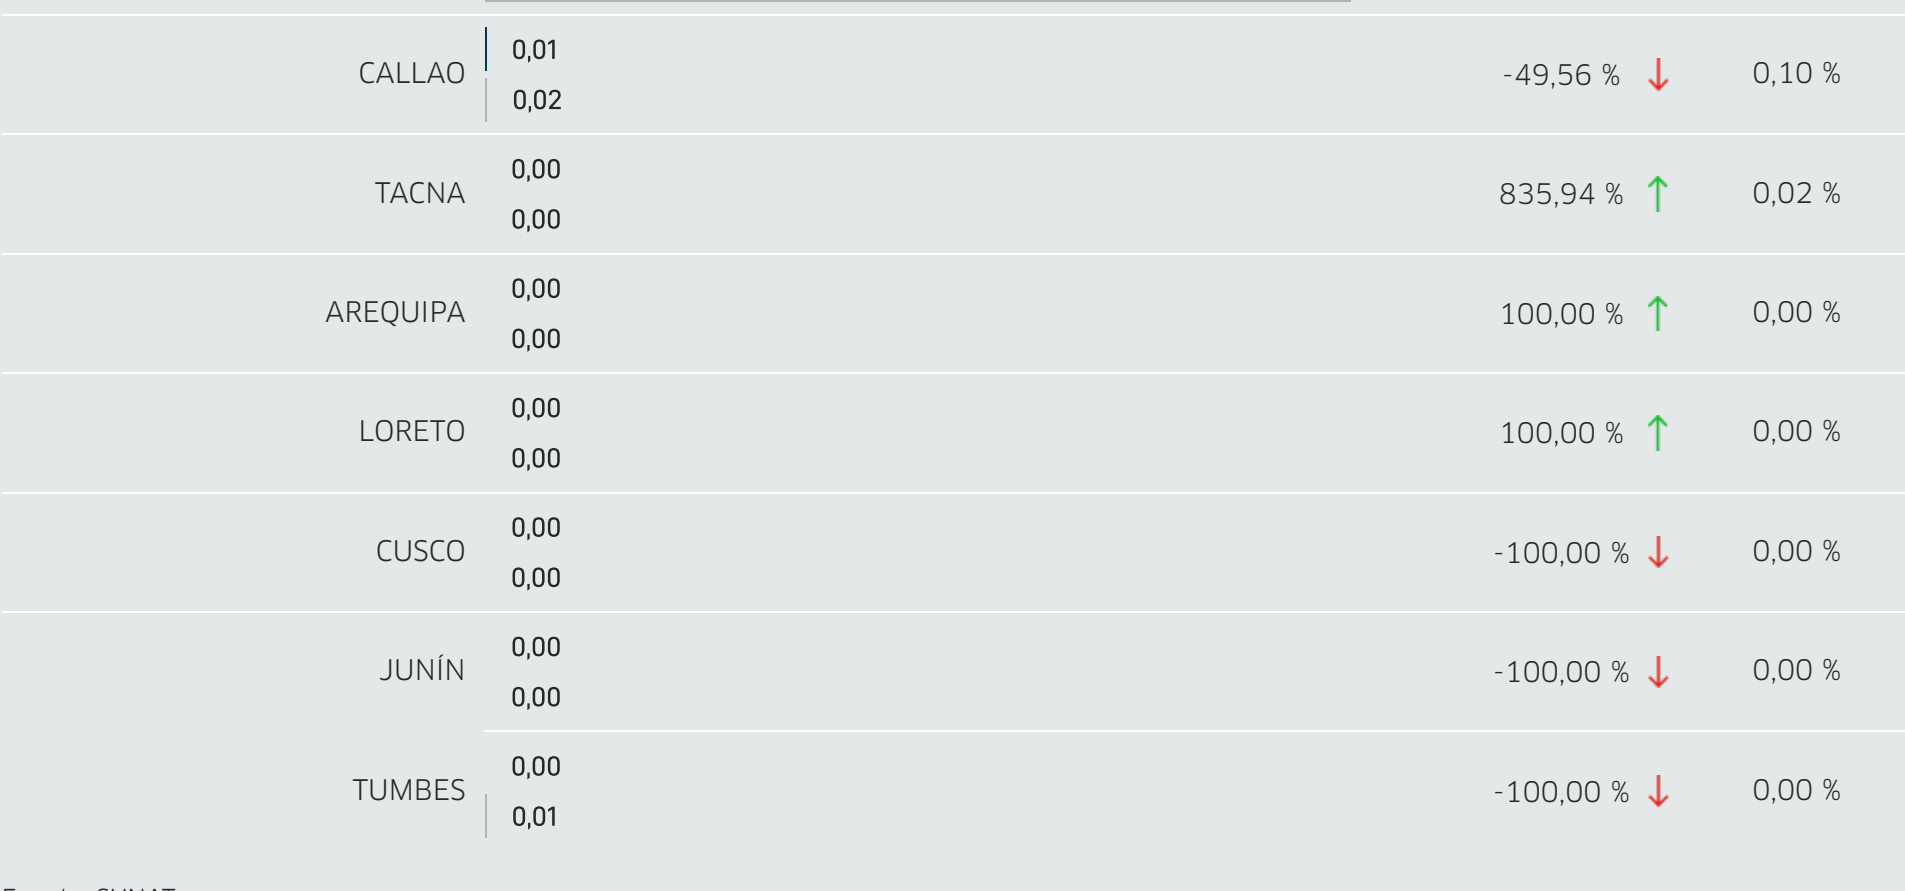 CALLAO 0,01 0,02 -49,56 % 0,10 %
TACNA 0,00 0,00 835,94 % 0,02 %
AREQUIPA 0,00 0,00 100,00 % 0,00 %
LORETO 0,00 0,00 100,00 % 0,00 %
CUSCO 0,00 0,00 -100,00 % 0,00 %
JUNÍN 0,00 0,00 -100,00 % 0,00 %
TUMBES 0,00 0,01 -100,00 % 0,00 %